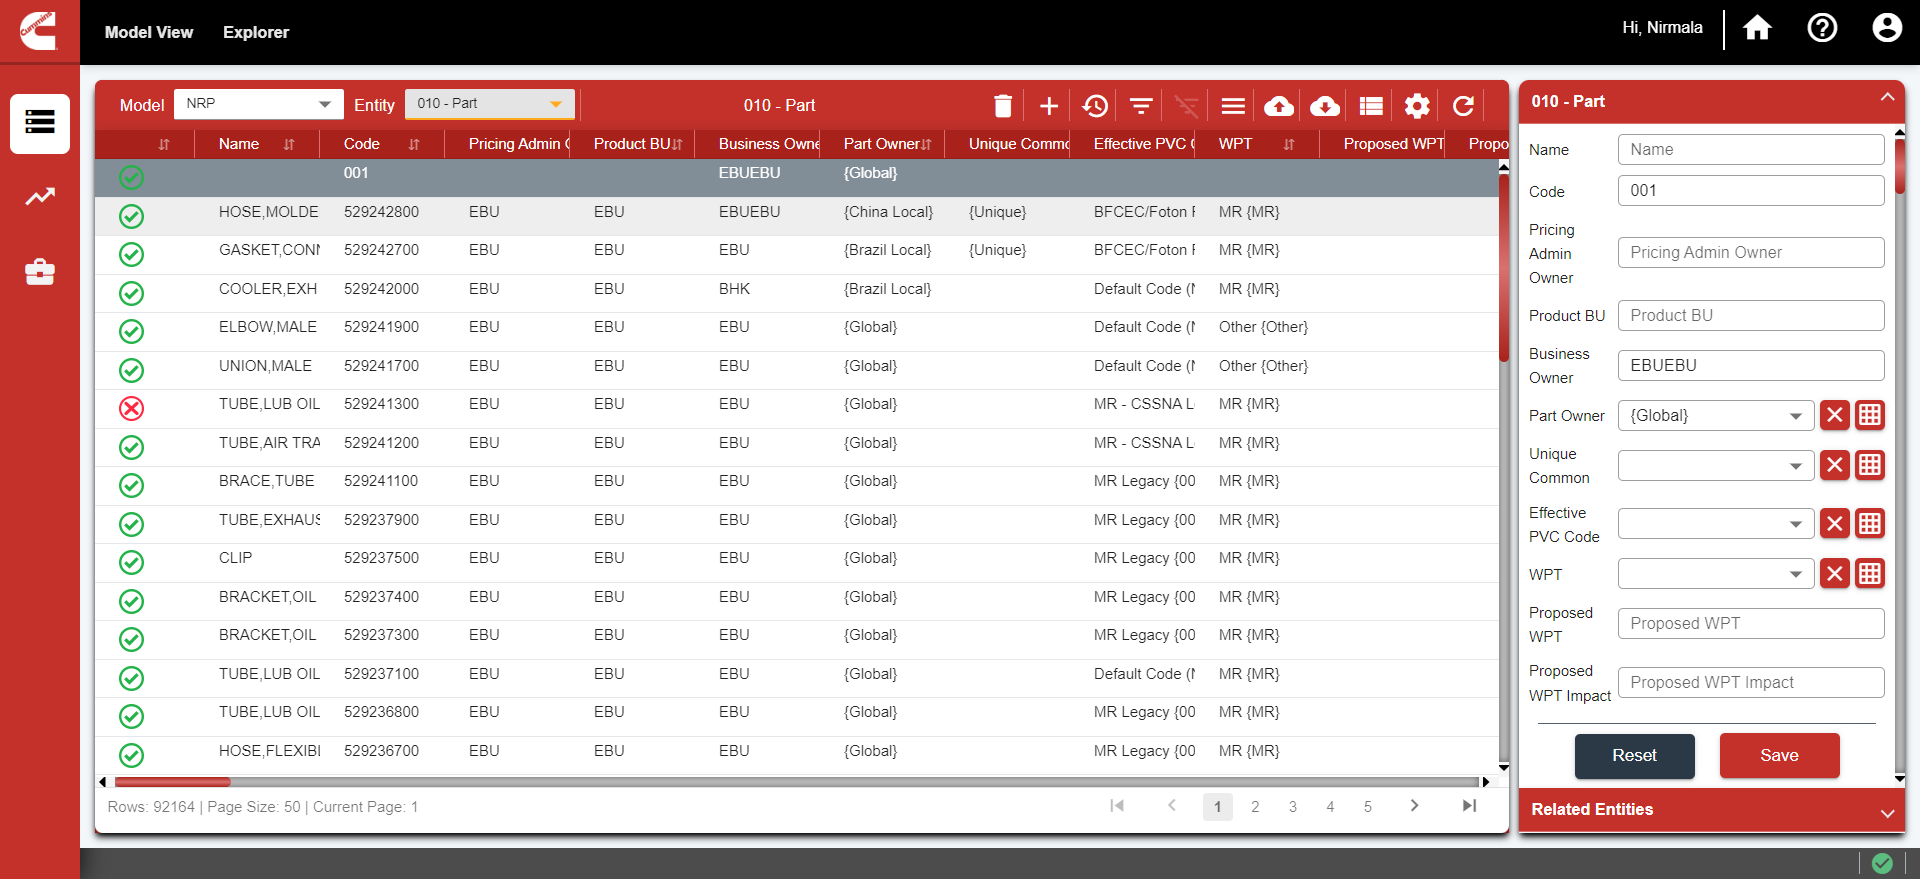 Cummins
Model View Explorer Hi, Nirmala
Model NRP Entity 010 - Part 010 - Part
Name Code Pricing Admin Product BU Business Owne Part Owner Unique Commo Effective PVC WPT Proposed WPT Propo
001 EBUEBU {Global}
HOSE,MOLDE 529242800 EBU EBU EBUEBU {China Local} {Unique} BFCEC/Foton MR {MR}
GASKET,CONN 529242700 EBU EBU EBU {Brazil Local} {Unique} BFCEC/Foton MR {MR}
COOLER,EXH 529242000 EBU EBU BHK {Brazil Local} Default Code MR {MR}
ELBOW,MALE 529241900 EBU EBU EBU {Global} Default Code Other {Other}
UNION,MALE 529241700 EBU EBU EBU {Global} Default Code Other {Other}
TUBE,LUB OIL 529241300 EBU EBU EBU {Global} MR - CSSNA L MR {MR}
TUBE,AIR TRA 529241200 EBU EBU EBU {Global} MR - CSSNA L MR {MR}
BRACE,TUBE 529241100 EBU EBU EBU {Global} MR Legacy {00 MR {MR}
TUBE,EXHAUS 529237900 EBU EBU EBU {Global} MR Legacy {00 MR {MR}
CLIP 529237500 EBU EBU EBU {Global} MR Legacy {00 MR {MR}
BRACKET,OIL 529237400 EBU EBU EBU {Global} MR Legacy {00 MR {MR}
BRACKET,OIL 529237300 EBU EBU EBU {Global} MR Legacy {00 MR {MR}
TUBE,LUB OIL 529237100 EBU EBU EBU {Global} Default Code MR {MR}
TUBE,LUB OIL 529236800 EBU EBU EBU {Global} MR Legacy {00 MR {MR}
HOSE,FLEXIBI 529236700 EBU EBU EBU {Global} MR Legacy {00 MR {MR}
Rows: 92164 | Page Size: 50 | Current Page: 1 1 2 3 4 5
010 - Part
Name Name
Code 001
Pricing
Admin
Owner
Pricing Admin Owner
Product BU Product BU
Business
Owner
EBUEBU
Part Owner {Global}
Unique
Common
Effective
PVC Code
WPT
Proposed
WPT
Proposed WPT
Proposed
WPT Impact
Proposed WPT Impact
Reset Save
Related Entities